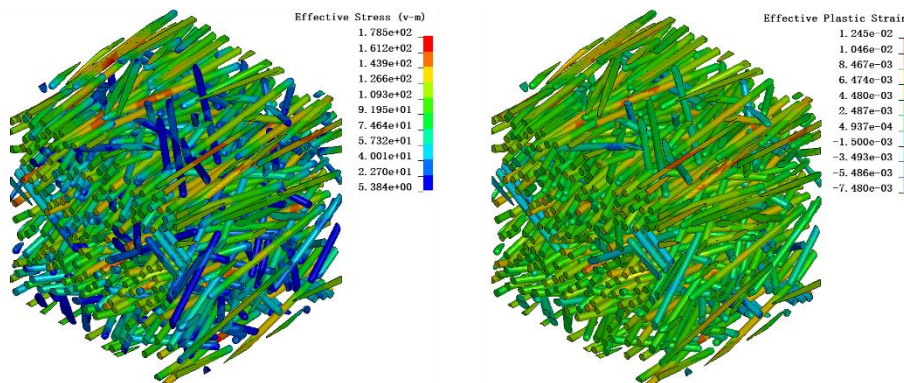 Effective Stress (v-m)
1.785e+02
1.612e+02
1.439e+02
1.266e+02
1.093e+02
9.195e+01
7.464e+01
5.732e+01
4.001e+01
2.270e+01
5.384e+00
Effective Plastic Strain
1.245e-02
1.046e-02
8.467e-03
6.474e-03
4.480e-03
2.487e-03
4.937e-04
-1.500e-03
-3.493e-03
-5.486e-03
-7.480e-03